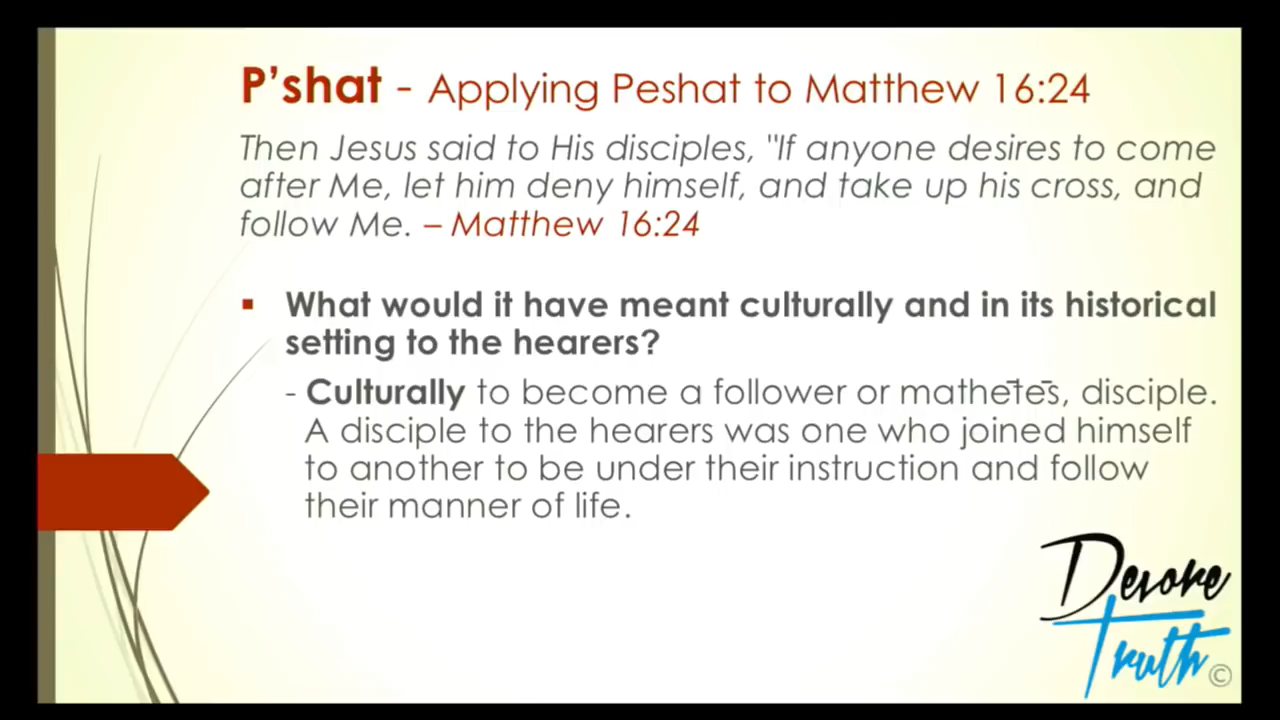 P'shat - Applying Peshat to Matthew 16:24
Then Jesus said to His disciples, "If anyone desires to come
after Me, let him deny himself, and take up his cross, and
follow Me. – Matthew 16:24
▪ What would it have meant culturally and in its historical
setting to the hearers?
- Culturally to become a follower or mathētēs, disciple.
A disciple to the hearers was one who joined himself
to another to be under their instruction and follow
their manner of life.
Devore
Truth ©